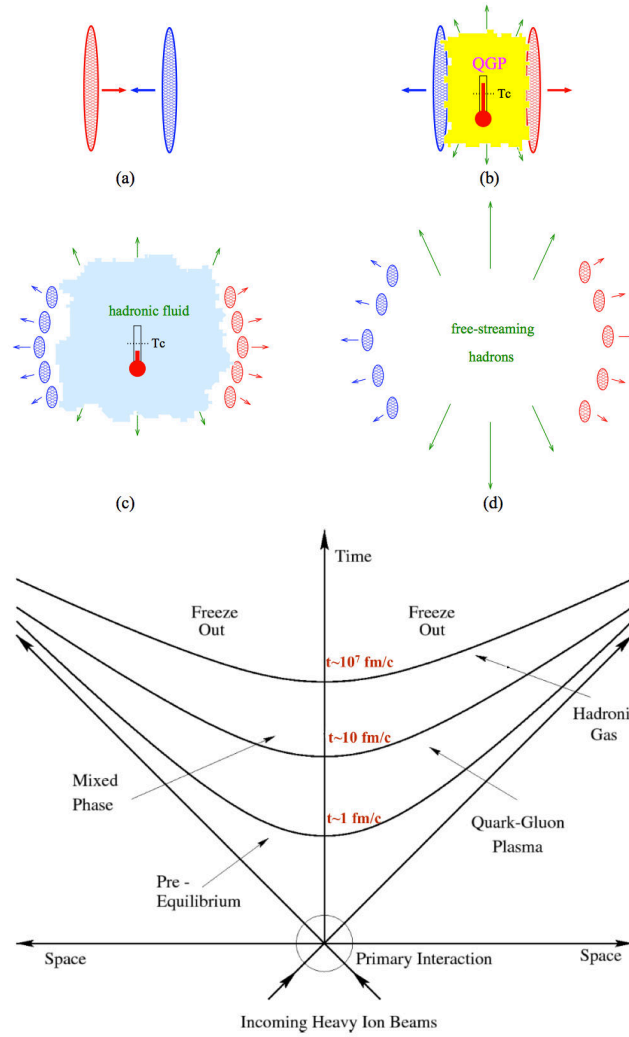 (a)
QGP
Tc
(b)
hadronic fluid
Tc
(c)
free-streaming
hadrons
(d)
Time
Freeze
Out
Freeze
Out
t~10⁷ fm/c
Hadroni
Gas
t~10 fm/c
Mixed
Phase
t~1 fm/c
Quark-Gluon
Plasma
Pre -
Equilibrium
Space
Primary Interaction
Space
Incoming Heavy Ion Beams